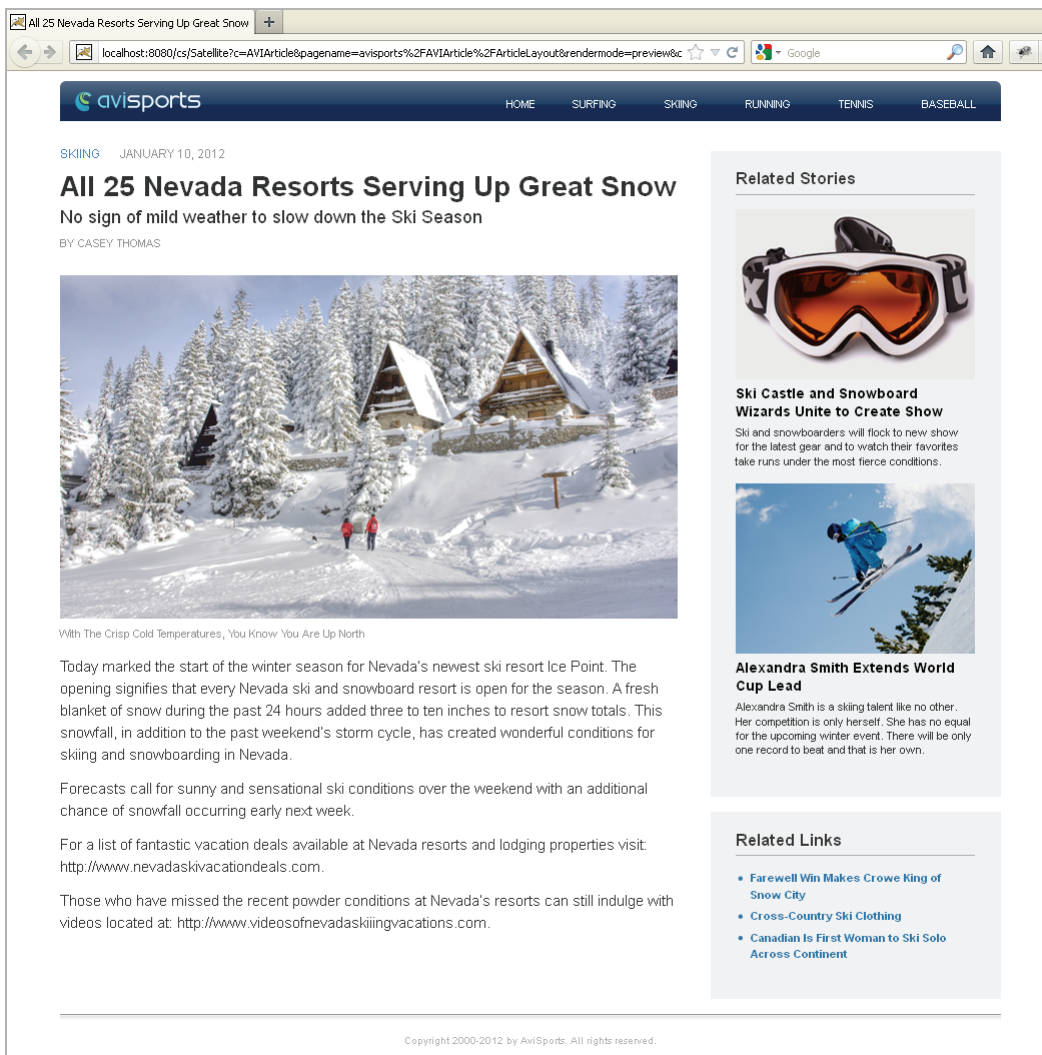 All 25 Nevada Resorts Serving Up Great Snow
localhost:8080/cs/Satellite?c=AVIArticle&pagename=avisports%2FAVIArticle%2FArticleLayout&rendermode=preview&c
Google
avisports
HOME SURFING SKIING RUNNING TENNIS BASEBALL
SKIING JANUARY 10, 2012
All 25 Nevada Resorts Serving Up Great Snow
No sign of mild weather to slow down the Ski Season
BY CASEY THOMAS
With The Crisp Cold Temperatures, You Know You Are Up North
Today marked the start of the winter season for Nevada's newest ski resort Ice Point. The
opening signifies that every Nevada ski and snowboard resort is open for the season. A fresh
blanket of snow during the past 24 hours added three to ten inches to resort snow totals. This
snowfall, in addition to the past weekend's storm cycle, has created wonderful conditions for
skiing and snowboarding in Nevada.
Forecasts call for sunny and sensational ski conditions over the weekend with an additional
chance of snowfall occurring early next week.
For a list of fantastic vacation deals available at Nevada resorts and lodging properties visit:
http://www.nevadaskivacationdeals.com.
Those who have missed the recent powder conditions at Nevada's resorts can still indulge with
videos located at: http://www.videosofnevadaskiiingvacations.com.
Related Stories
Ski Castle and Snowboard
Wizards Unite to Create Show
Ski and snowboarders will flock to new show
for the latest gear and to watch their favorites
take runs under the most fierce conditions.
Alexandra Smith Extends World
Cup Lead
Alexandra Smith is a skiing talent like no other.
Her competition is only herself. She has no equal
for the upcoming winter event. There will be only
one record to beat and that is her own.
Related Links
• Farewell Win Makes Crowe King of
Snow City
• Cross-Country Ski Clothing
• Canadian Is First Woman to Ski Solo
Across Continent
Copyright 2000-2012 by AviSports. All rights reserved.